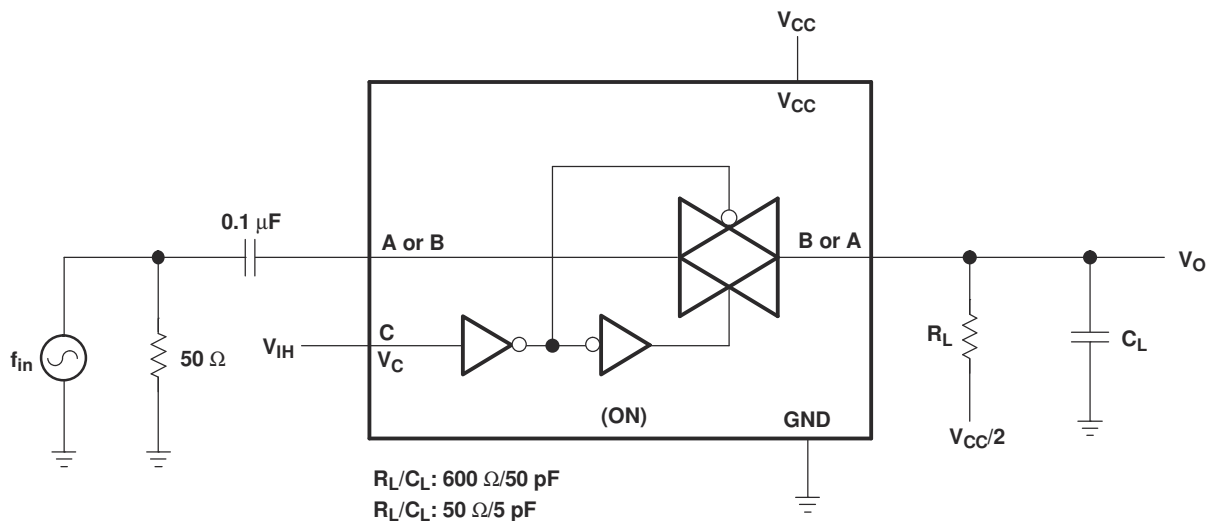 VCC
VCC
0.1 μF
A or B
B or A
VO
fin
50 Ω
VIH
C
VC
RL
CL
(ON)
GND
VCC/2
RL/CL: 600 Ω/50 pF
RL/CL: 50 Ω/5 pF